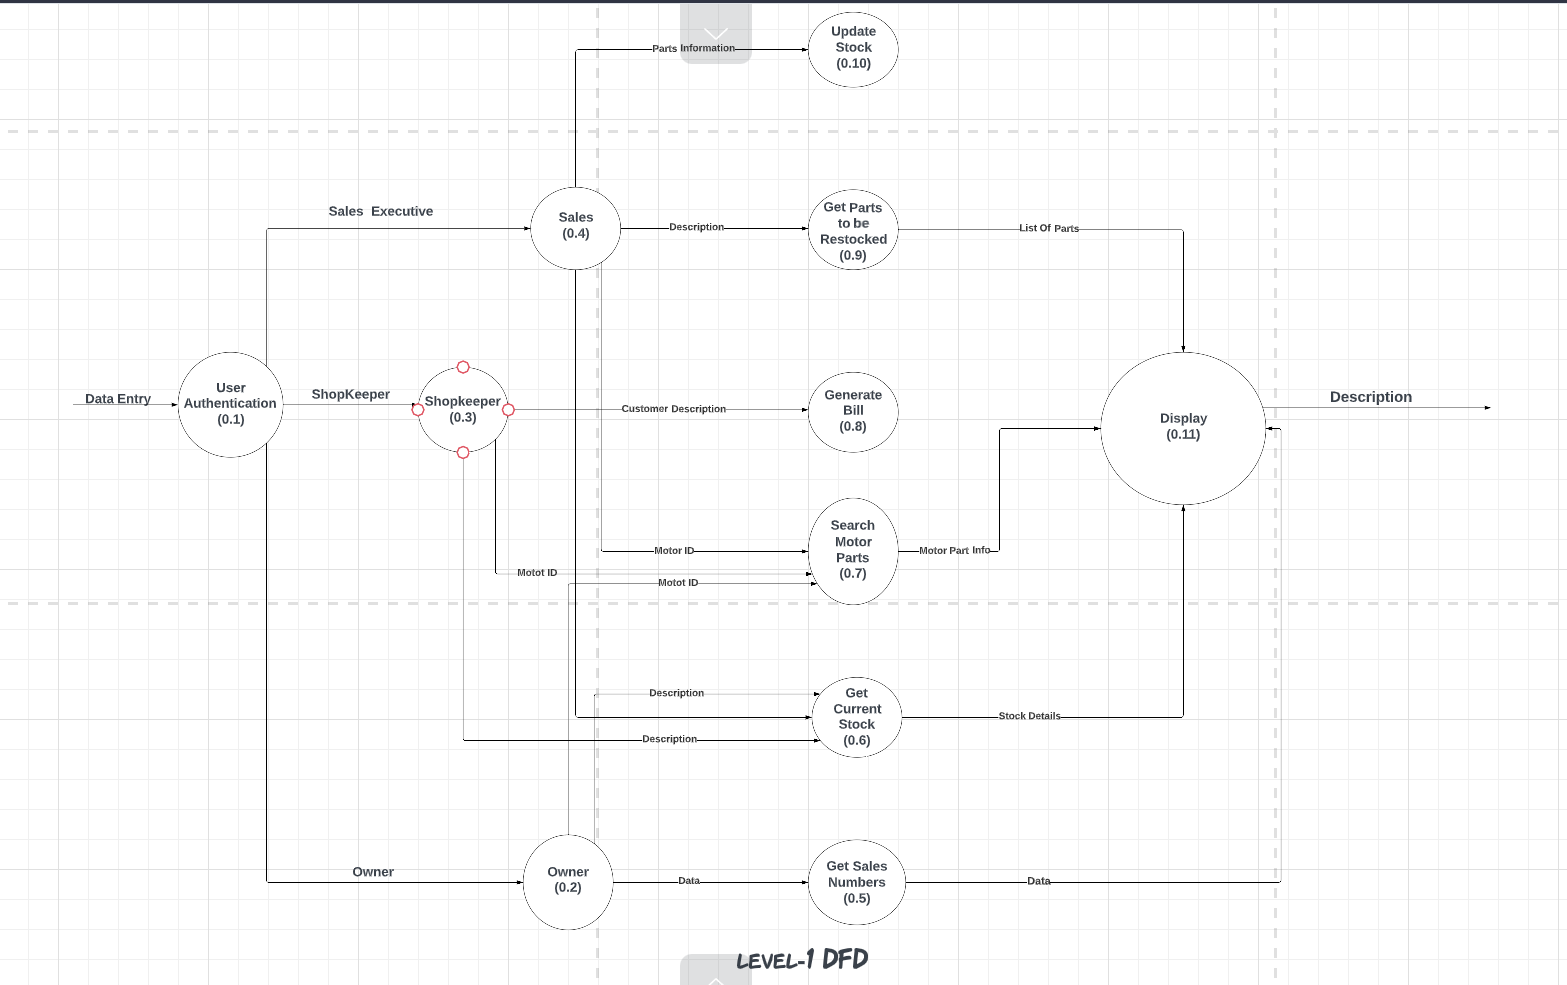 Update
Stock
(0.10)
Parts Information
Sales Executive
Sales
(0.4)
Description
Get Parts
to be
Restocked
(0.9)
List Of Parts
Data Entry
User
Authentication
(0.1)
ShopKeeper
Shopkeeper
(0.3)
Customer Description
Generate
Bill
(0.8)
Display
(0.11)
Description
Motor ID
Search
Motor
Parts
(0.7)
Motor Part Info
Motot ID
Motot ID
Description
Get
Current
Stock
(0.6)
Stock Details
Description
Owner
Owner
(0.2)
Data
Get Sales
Numbers
(0.5)
Data
LEVEL-1 DFD